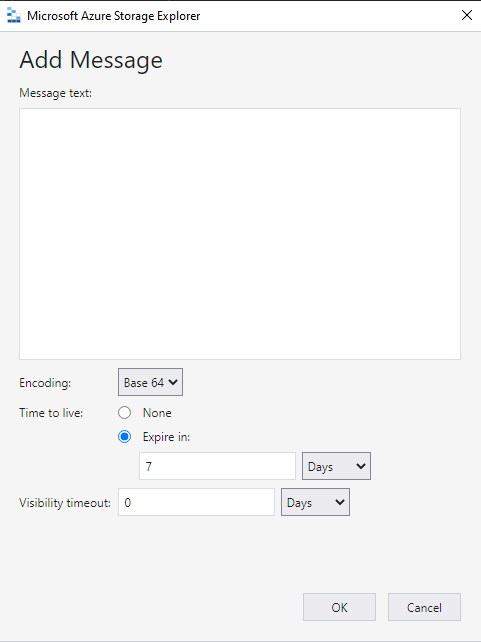 Microsoft Azure Storage Explorer
Add Message
Message text:
Encoding: Base 64
Time to live: None
Expire in:
7 Days
Visibility timeout: 0 Days
OK Cancel